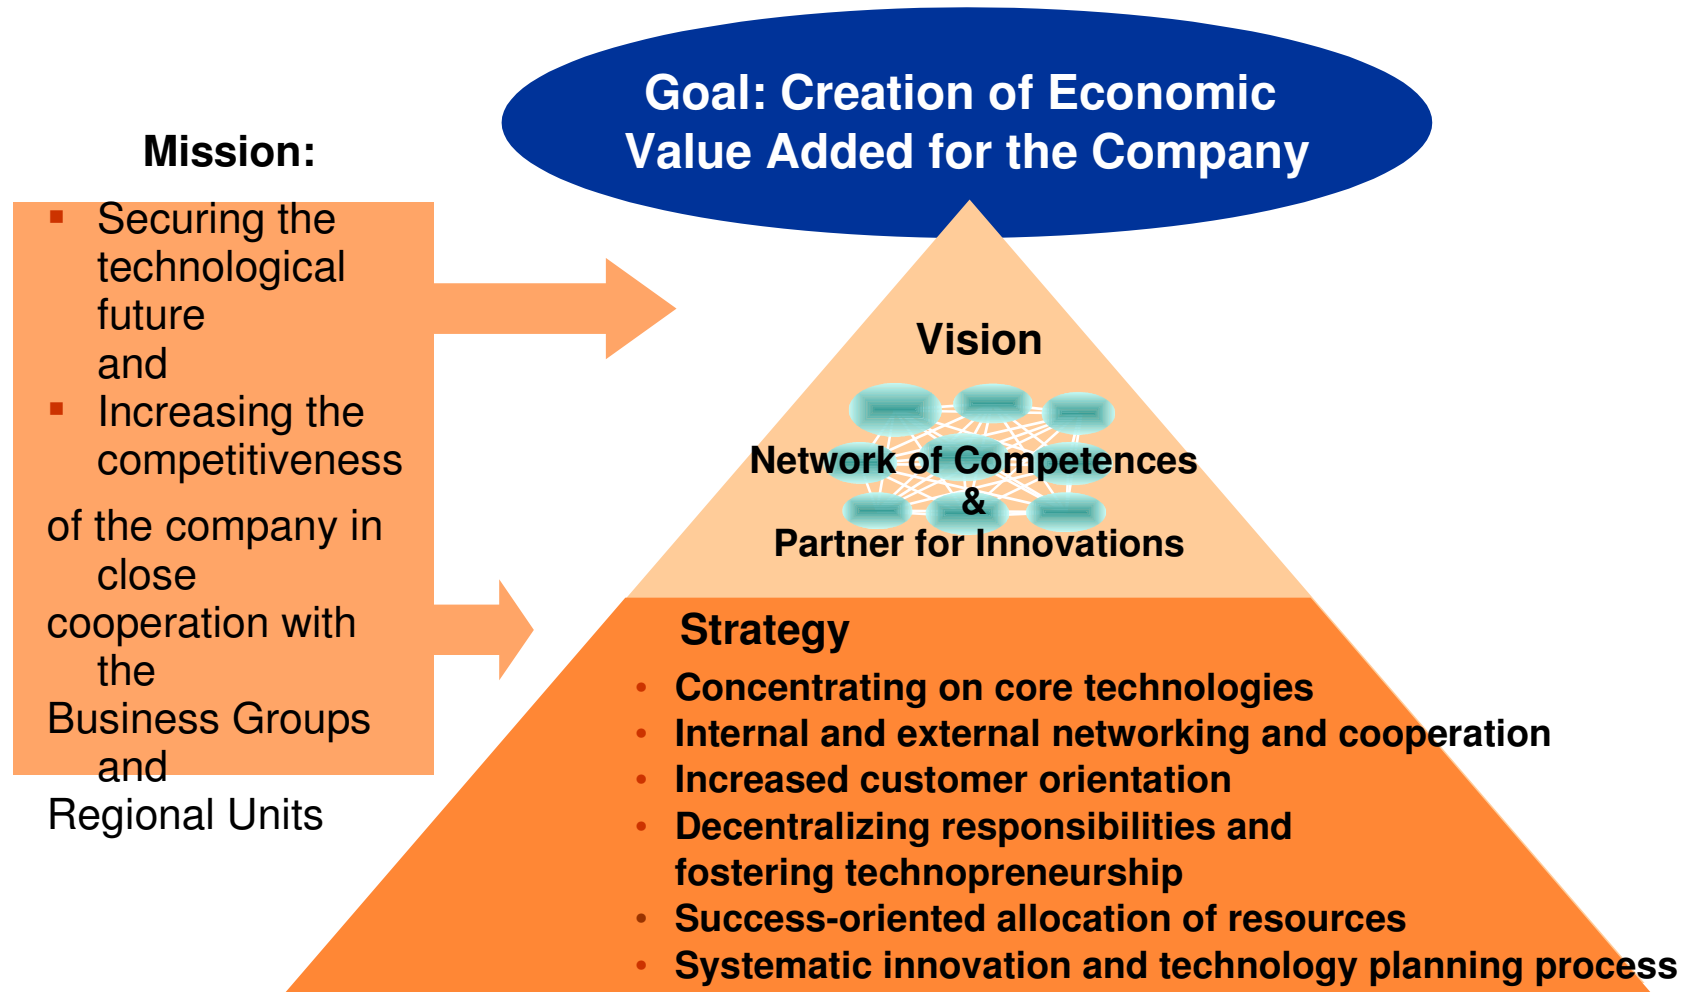 Goal: Creation of Economic
Value Added for the Company
Mission:
▪ Securing the
technological
future
and
▪ Increasing the
competitiveness
of the company in
close
cooperation with
the
Business Groups
and
Regional Units
Vision
Network of Competences
&
Partner for Innovations
Strategy
• Concentrating on core technologies
• Internal and external networking and cooperation
• Increased customer orientation
• Decentralizing responsibilities and
fostering technopreneurship
• Success-oriented allocation of resources
• Systematic innovation and technology planning process